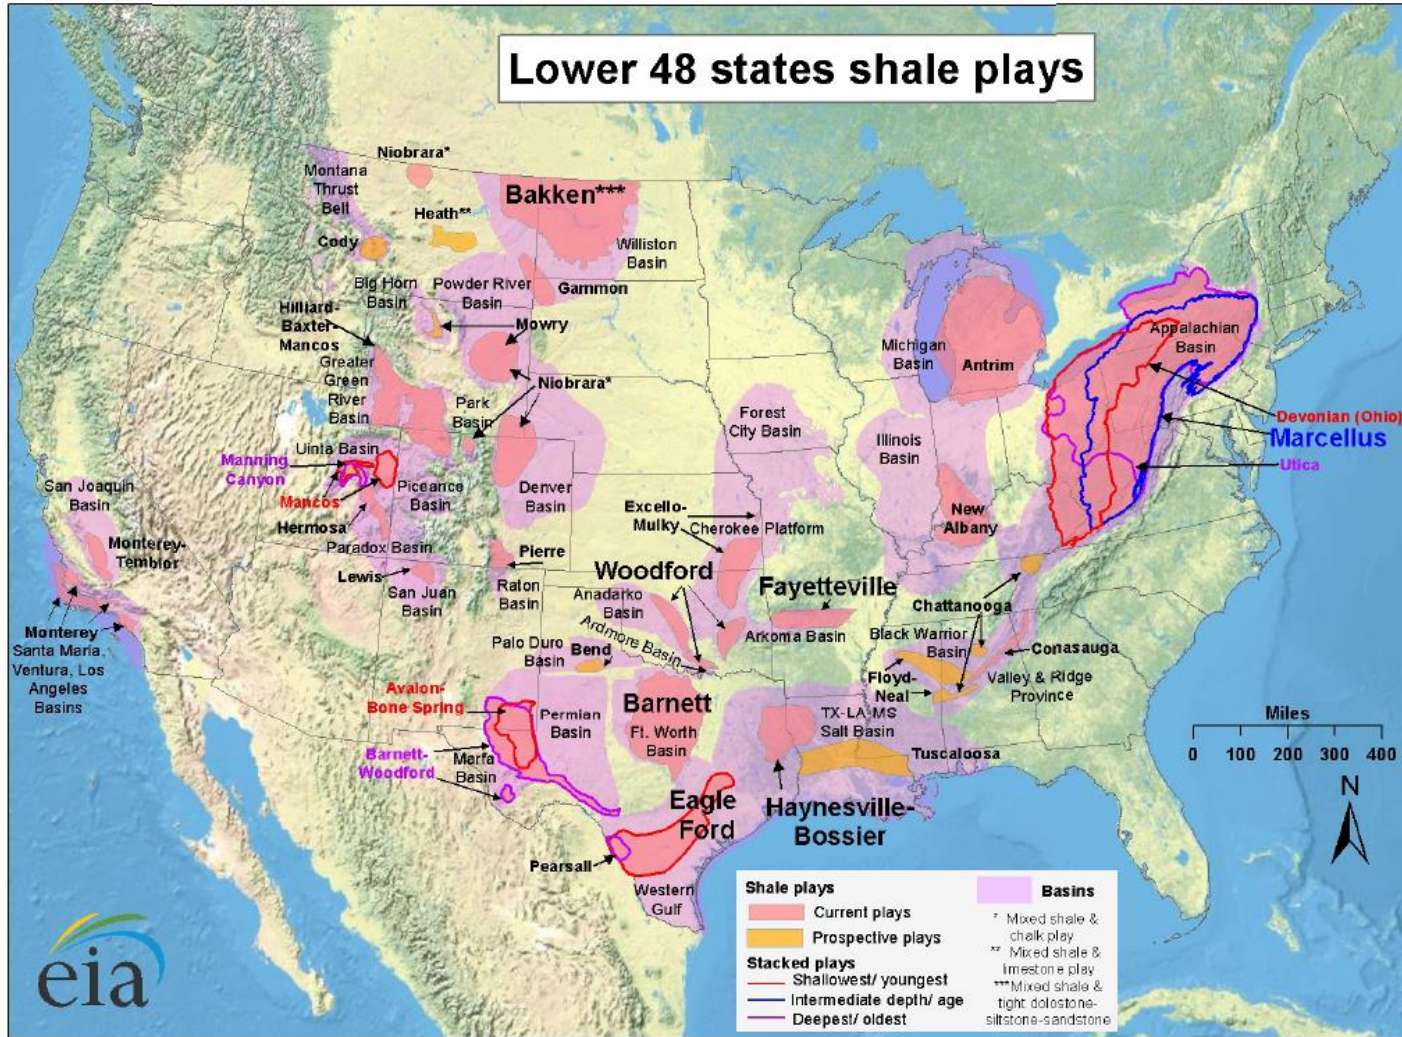 Lower 48 states shale plays
Niobrara*
Montana
Thrust
Belt
Bakken***
Heath**
Cody
Williston
Basin
Big Horn
Basin
Powder River
Basin
Gammon
Hilliard-
Baxter-
Mancos
Mowry
Greater
Green
River
Basin
Park
Basin
Niobrara*
Michigan
Basin
Antrim
Appalachian
Basin
Devonian (Ohio)
Marcellus
Utica
Forest
City Basin
Illinois
Basin
Uinta Basin
Manning
Canyon
Mancos
Piceance
Basin
Denver
Basin
San Joaquin
Basin
Hermosa
Excello-
Mulky
Cherokee Platform
New
Albany
Monterey-
Temblor
Paradox Basin
Lewis
San Juan
Basin
Pierre
Raton
Basin
Woodford
Anadarko
Basin
Fayetteville
Arkoma Basin
Chattanooga
Ardmore Basin
Black Warrior
Basin
Conasauga
Monterey
Santa Maria,
Ventura, Los
Angeles
Basins
Palo Duro
Basin
Bend
Floyd-
Neal
Valley & Ridge
Province
Avalon-
Bone Spring
Permian
Basin
Barnett
Ft. Worth
Basin
TX-LA-MS
Salt Basin
Tuscaloosa
Barnett-
Woodford
Marfa
Basin
Eagle
Ford
Haynesville-
Bossier
Pearsall
Western
Gulf
Miles
0 100 200 300 400
N
Shale plays
Current plays
Prospective plays
Stacked plays
Shallowest/ youngest
Intermediate depth/ age
Deepest/ oldest
Basins
* Mixed shale &
chalk play
** Mixed shale &
limestone play
***Mixed shale &
tight dolostone-
siltstone-sandstone
eia